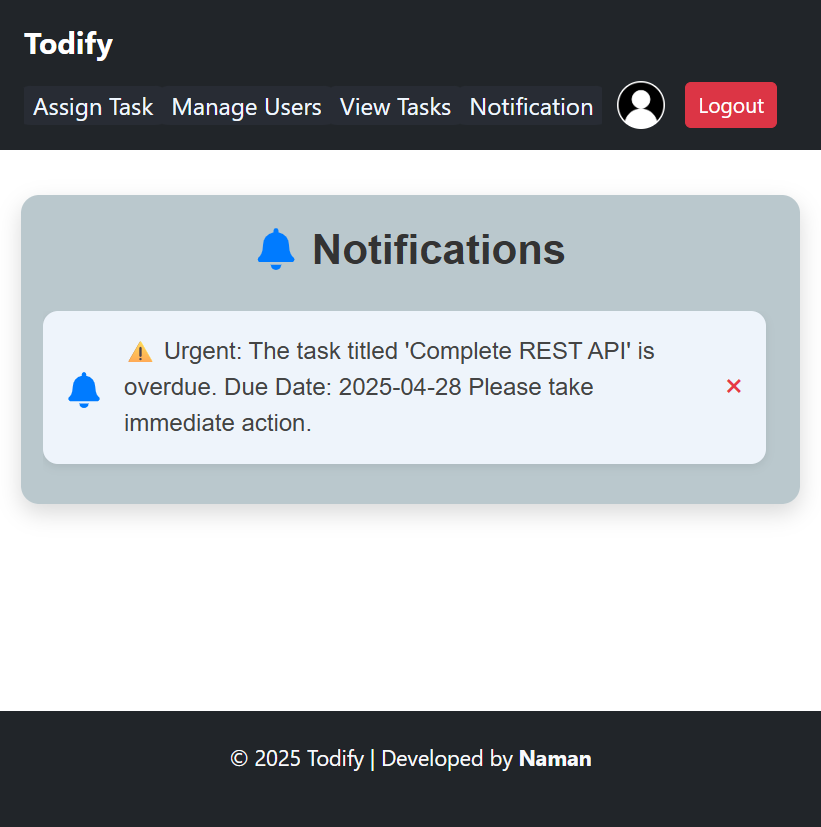 Todify
Assign Task Manage Users View Tasks Notification Logout
Notifications
⚠️ Urgent: The task titled 'Complete REST API' is
overdue. Due Date: 2025-04-28 Please take
immediate action.
© 2025 Todify | Developed by Naman